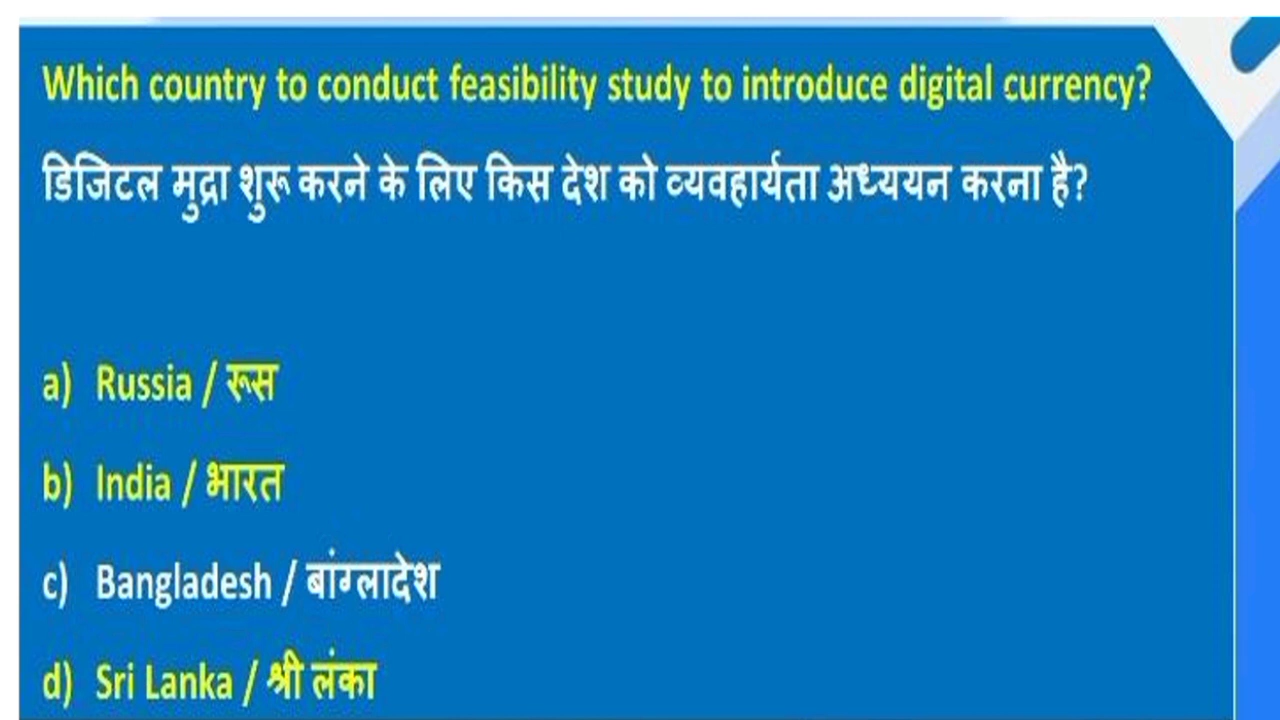 Which country to conduct feasibility study to introduce digital currency?
डिजिटल मुद्रा शुरू करने के लिए किस देश को व्यवहार्यता अध्ययन करना है?
a) Russia / रूस
b) India / भारत
c) Bangladesh / बांग्लादेश
d) Sri Lanka / श्री लंका